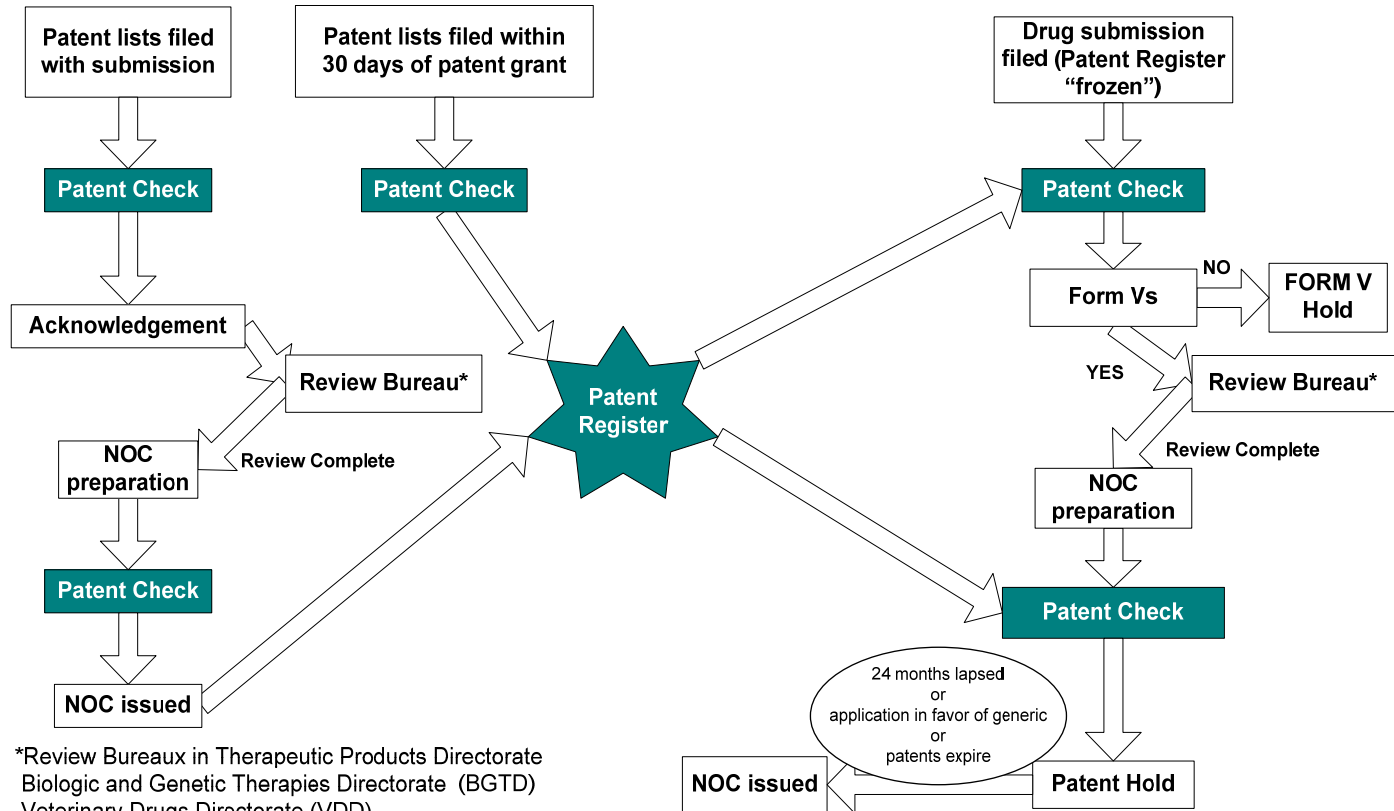 Patent lists filed
with submission
Patent Check
Acknowledgement
Review Bureau*
Review Complete
NOC
preparation
Patent Check
NOC issued
Patent lists filed within
30 days of patent grant
Patent Check
Patent
Register
Drug submission
filed (Patent Register
“frozen”)
Patent Check
Form Vs
NO
FORM V
Hold
YES
Review Bureau*
Review Complete
NOC
preparation
Patent Check
24 months lapsed
or
application in favor of generic
or
patents expire
Patent Hold
NOC issued
*Review Bureaux in Therapeutic Products Directorate
Biologic and Genetic Therapies Directorate (BGTD)
Veterinary Drugs Directorate (VDD)